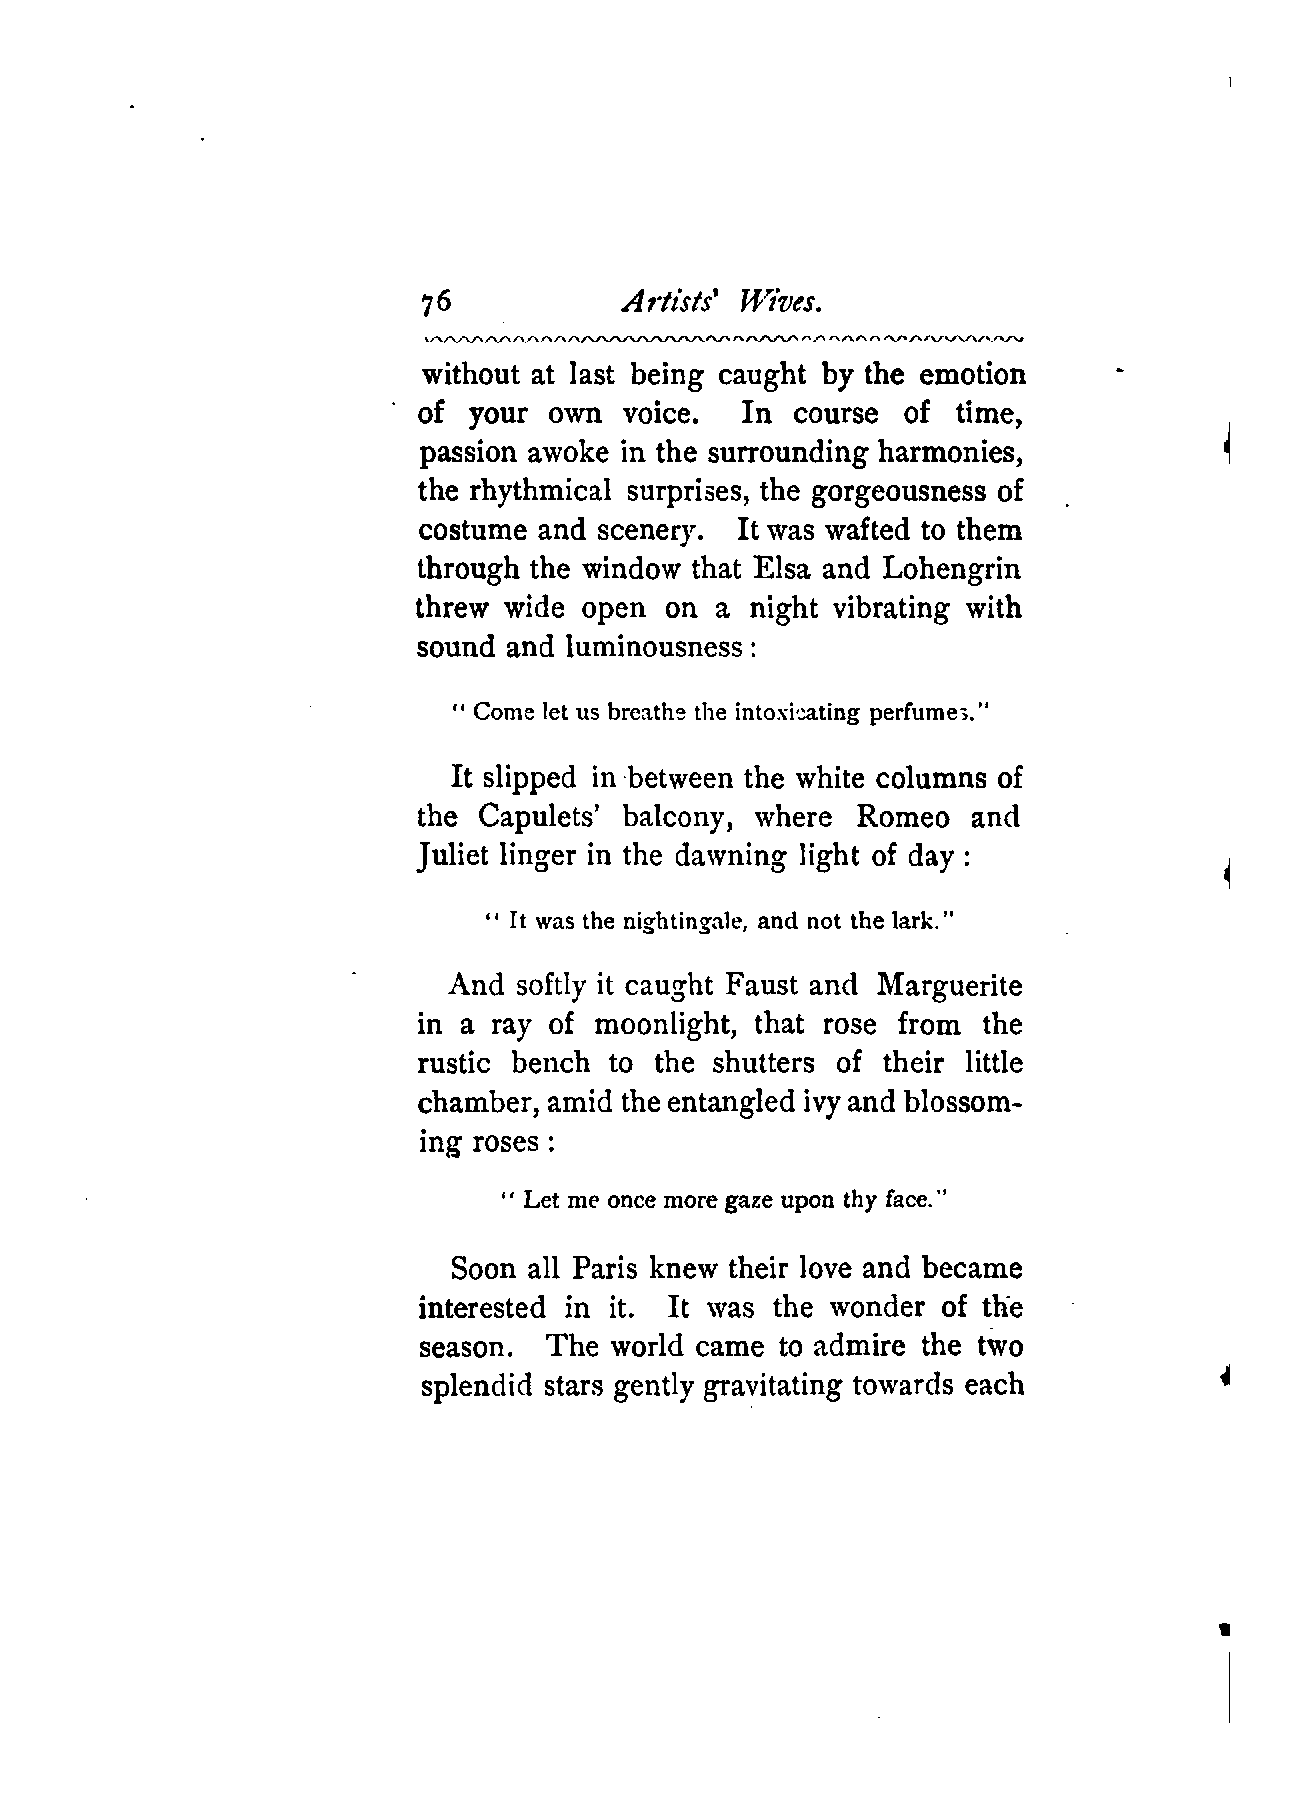 76 Artists' Wives.
without at last being caught by the emotion
of your own voice. In course of time,
passion awoke in the surrounding harmonies,
the rhythmical surprises, the gorgeousness of
costume and scenery. It was wafted to them
through the window that Elsa and Lohengrin
threw wide open on a night vibrating with
sound and luminousness :
" Come let us breathe the intoxicating perfumes."
It slipped in between the white columns of
the Capulets' balcony, where Romeo and
Juliet linger in the dawning light of day :
" It was the nightingale, and not the lark."
And softly it caught Faust and Marguerite
in a ray of moonlight, that rose from the
rustic bench to the shutters of their little
chamber, amid the entangled ivy and blossom-
ing roses :
" Let me once more gaze upon thy face."
Soon all Paris knew their love and became
interested in it. It was the wonder of the
season. The world came to admire the two
splendid stars gently gravitating towards each